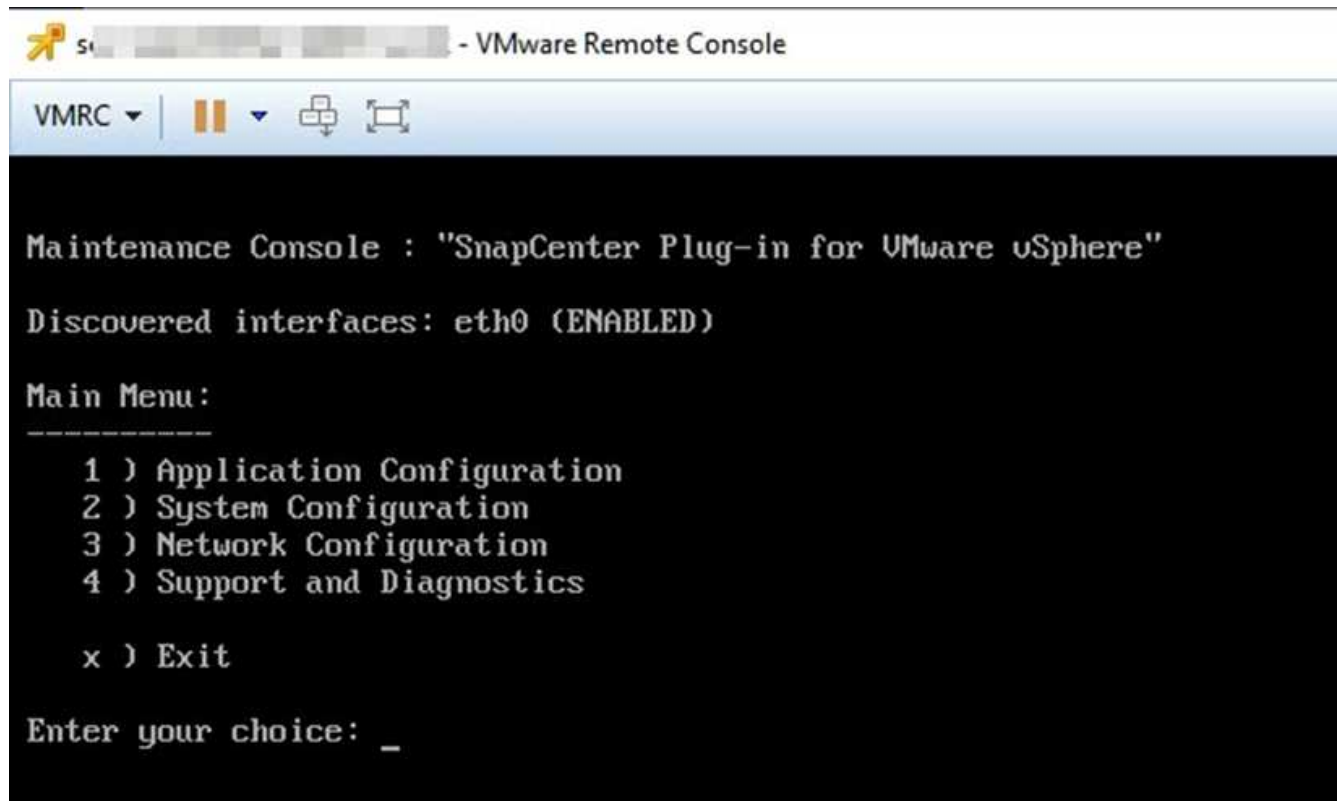 - VMware Remote Console
VMRC
Maintenance Console : "SnapCenter Plug-in for VMware vSphere"
Discovered interfaces: eth0 (ENABLED)
Main Menu:
----------
1 ) Application Configuration
2 ) System Configuration
3 ) Network Configuration
4 ) Support and Diagnostics
x ) Exit
Enter your choice: _